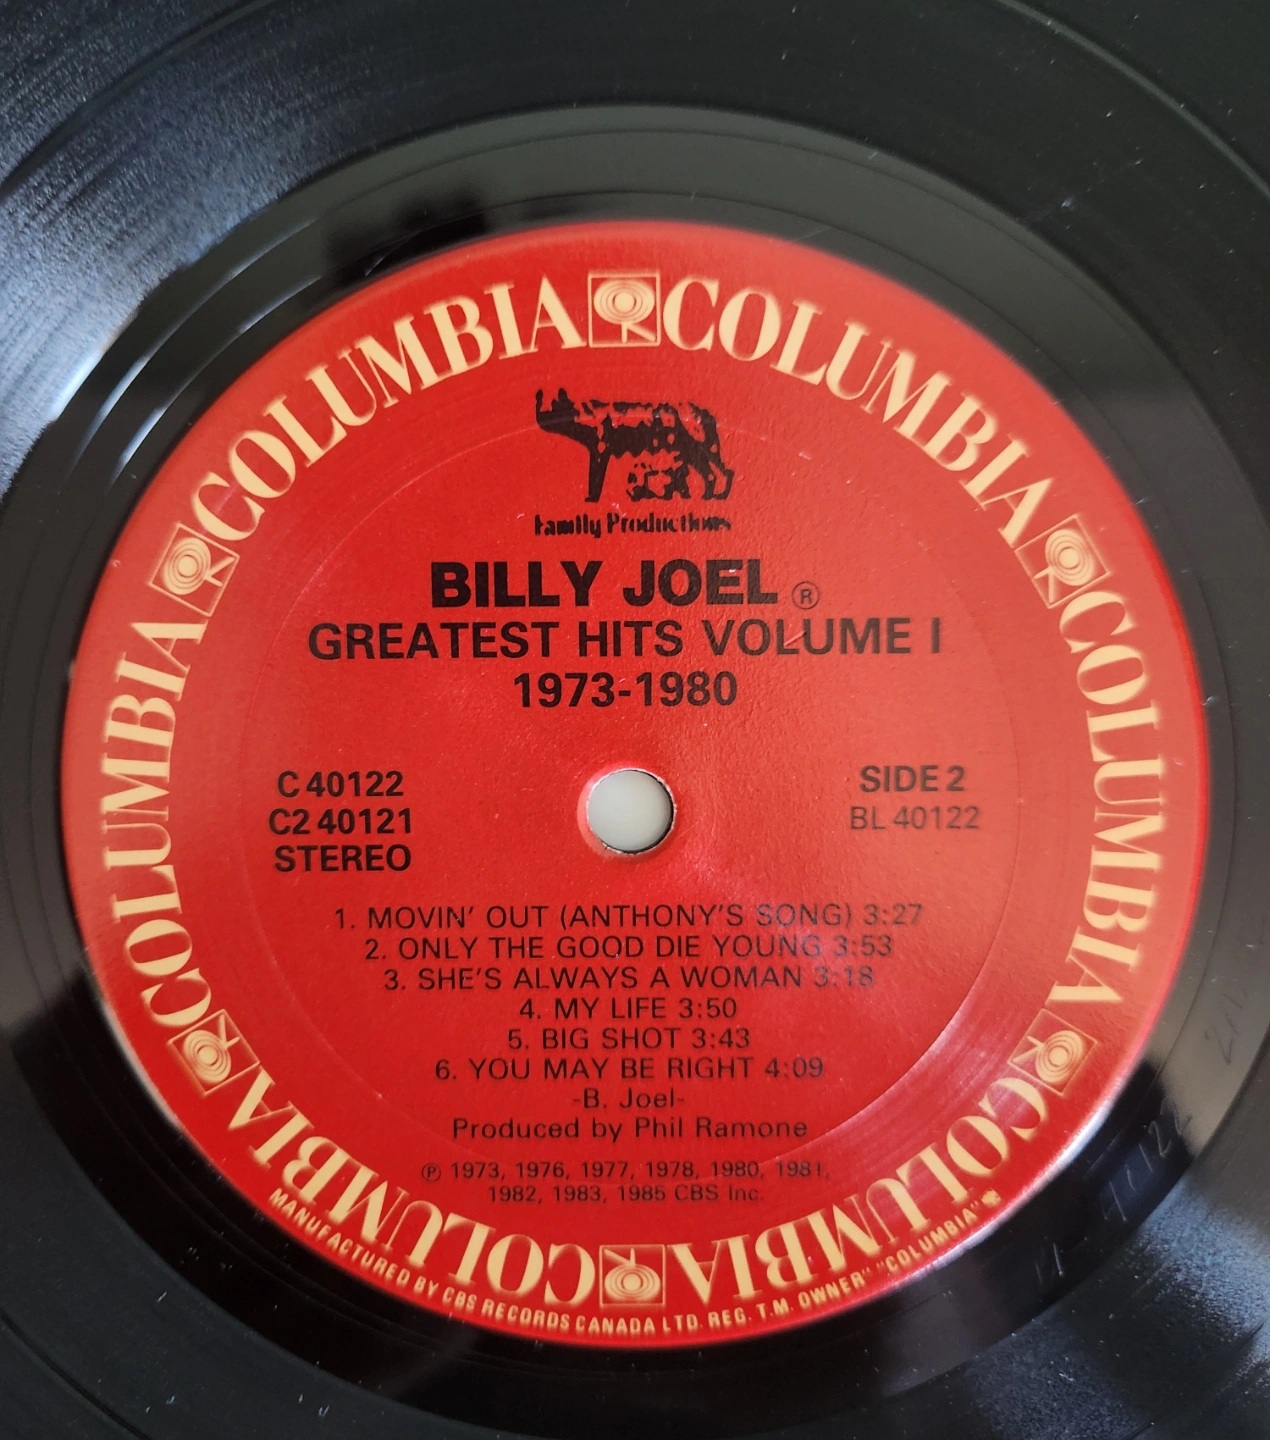 COLUMBIA COLUMBIA COLUMBIA COLUMBIA COLUMBIA COLUMBIA
Family Productions
BILLY JOEL ®
GREATEST HITS VOLUME I
1973-1980
C 40122
C2 40121
STEREO
SIDE 2
BL 40122
1. MOVIN' OUT (ANTHONY'S SONG) 3:27
2. ONLY THE GOOD DIE YOUNG 3:53
3. SHE'S ALWAYS A WOMAN 3:18
4. MY LIFE 3:50
5. BIG SHOT 3:43
6. YOU MAY BE RIGHT 4:09
-B. Joel-
Produced by Phil Ramone
℗ 1973, 1976, 1977, 1978, 1980, 1981,
1982, 1983, 1985 CBS Inc.
MANUFACTURED BY CBS RECORDS CANADA LTD. REG. T.M. OWNER" "COLUMBIA"